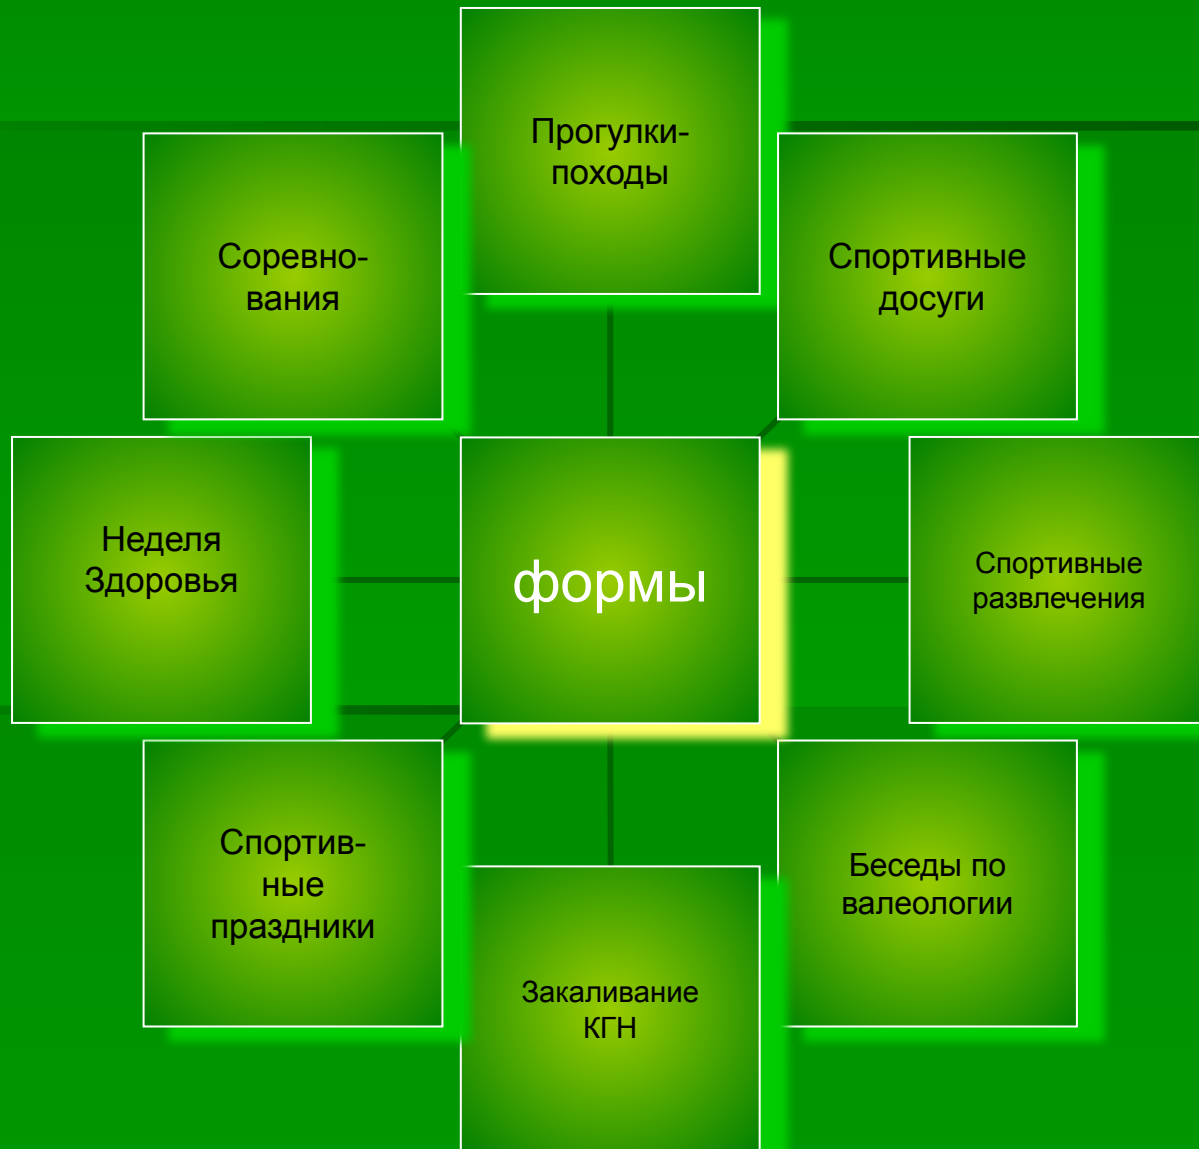 Прогулки-
походы
Соревно-
вания
Спортивные
досуги
Неделя
Здоровья
формы
Спортивные
развлечения
Спортив-
ные
праздники
Беседы по
валеологии
Закаливание
КГН